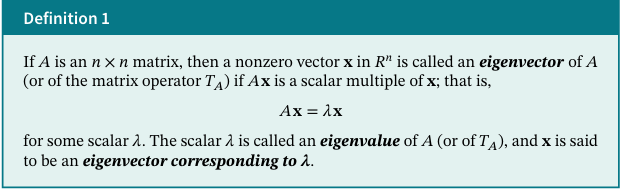 Definition 1
If A is an n × n matrix, then a nonzero vector x in Rⁿ is called an eigenvector of A
(or of the matrix operator T_A) if Ax is a scalar multiple of x; that is,
Ax = λx
for some scalar λ. The scalar λ is called an eigenvalue of A (or of T_A), and x is said
to be an eigenvector corresponding to λ.